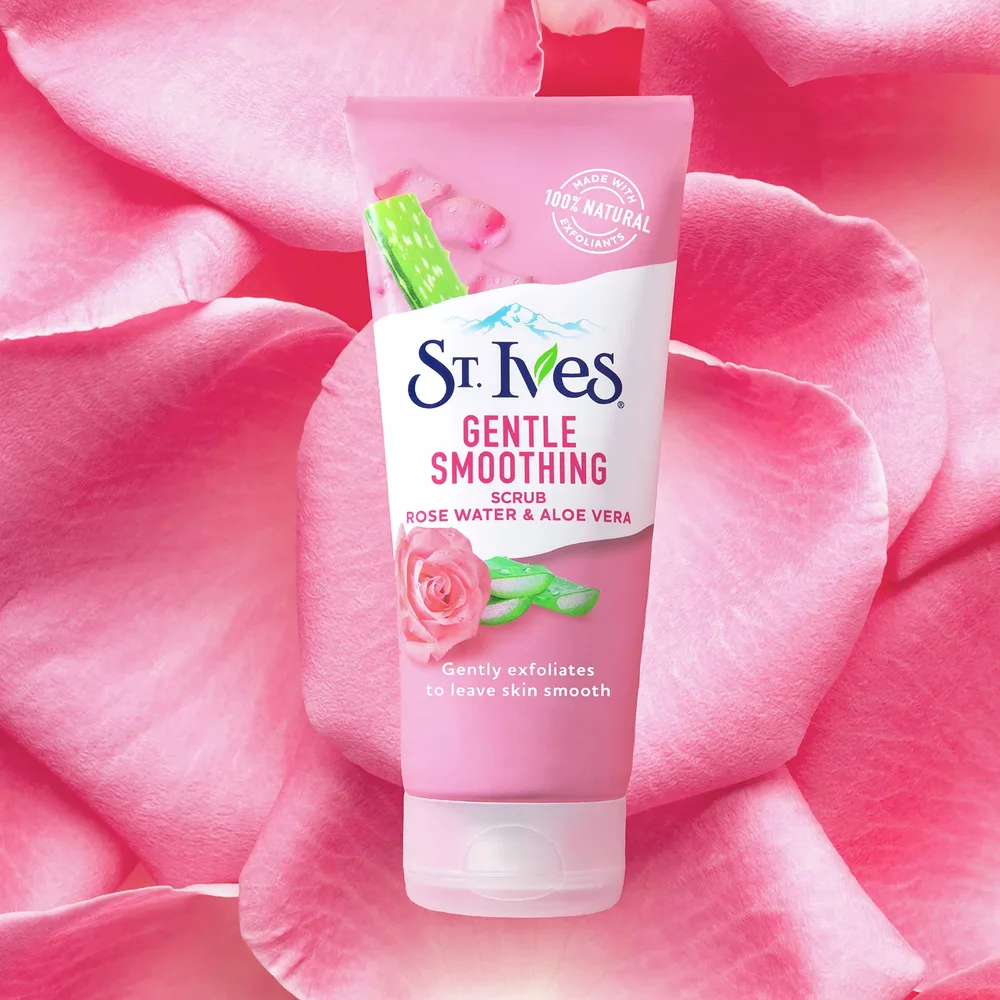 MADE WITH
100% NATURAL
EXFOLIANTS
ST. IVES®
GENTLE
SMOOTHING
SCRUB
ROSE WATER & ALOE VERA
Gently exfoliates
to leave skin smooth